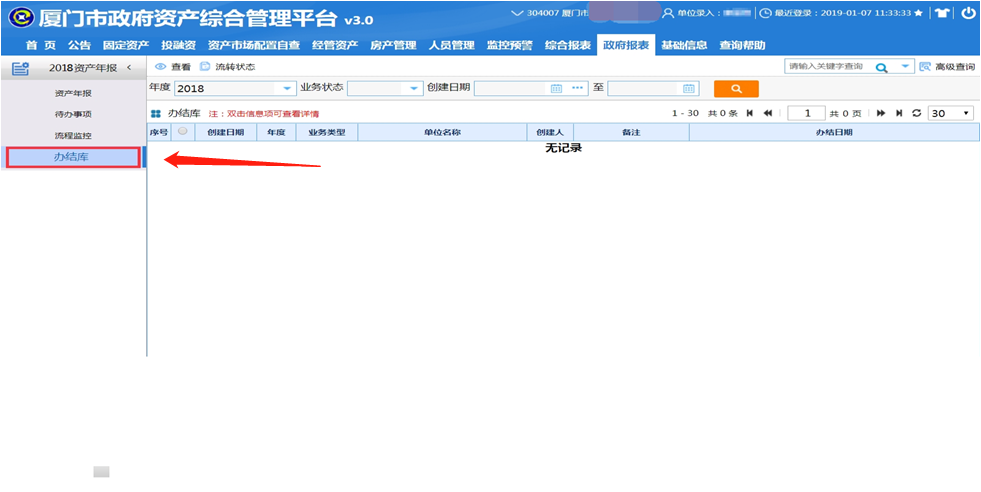 厦门市政府资产综合管理平台 v3.0
304007 厦门市
单位录入：
最近登录：2019-01-07 11:33:33
首 页 公告 固定资产 投融资 资产市场配置自查 经管资产 房产管理 人员管理 监控预警 综合报表 政府报表 基础信息 查询帮助
2018资产年报 <
资产年报
待办事项
流程监控
办结库
查看 流转状态
请输入关键字查询 高级查询
年度 2018 业务状态 创建日期 至
办结库 注：双击信息项可查看详情
1 - 30 共 0 条 1 共 0 页 30
序号 创建日期 年度 业务类型 单位名称 创建人 备注 办结日期
无记录